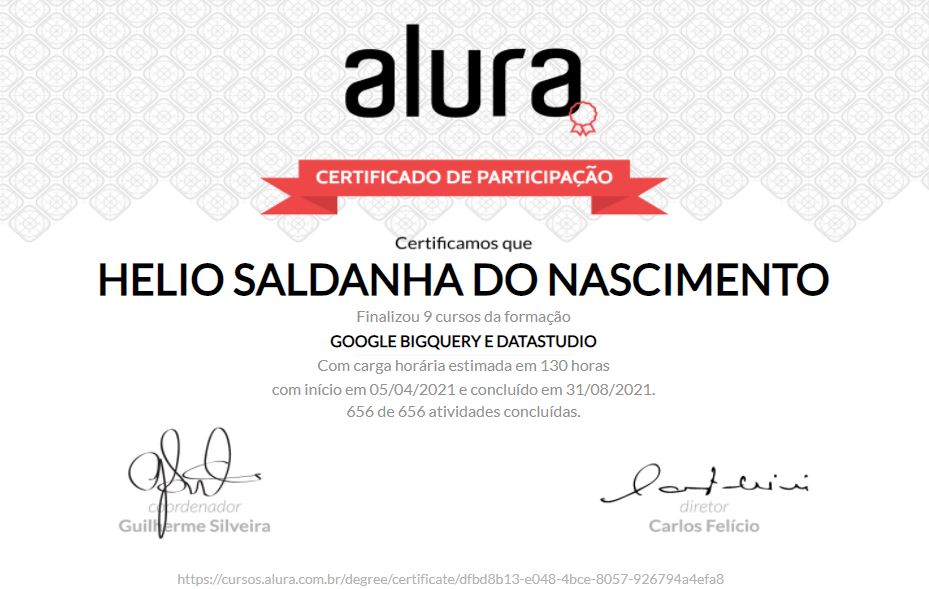 alura
CERTIFICADO DE PARTICIPAÇÃO
Certificamos que
HELIO SALDANHA DO NASCIMENTO
Finalizou 9 cursos da formação
GOOGLE BIGQUERY E DATASTUDIO
Com carga horária estimada em 130 horas
com início em 05/04/2021 e concluído em 31/08/2021.
656 de 656 atividades concluídas.
coordenador
Guilherme Silveira
diretor
Carlos Felício
https://cursos.alura.com.br/degree/certificate/dfbd8b13-e048-4bce-8057-926794a4efa8